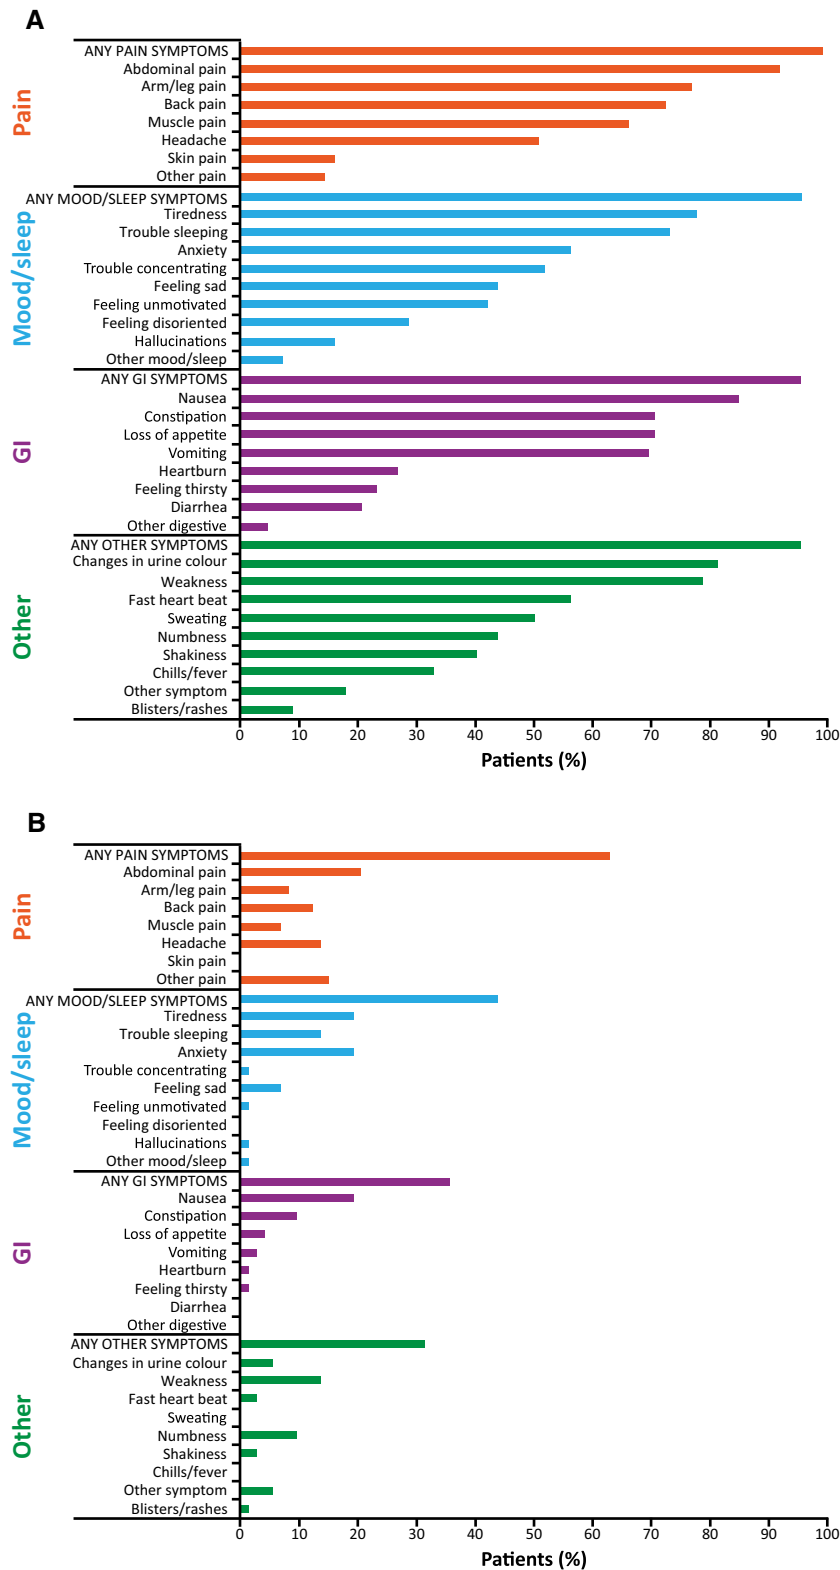 A
Pain
ANY PAIN SYMPTOMS
Abdominal pain
Arm/leg pain
Back pain
Muscle pain
Headache
Skin pain
Other pain
Mood/sleep
ANY MOOD/SLEEP SYMPTOMS
Tiredness
Trouble sleeping
Anxiety
Trouble concentrating
Feeling sad
Feeling unmotivated
Feeling disoriented
Hallucinations
Other mood/sleep
GI
ANY GI SYMPTOMS
Nausea
Constipation
Loss of appetite
Vomiting
Heartburn
Feeling thirsty
Diarrhea
Other digestive
Other
ANY OTHER SYMPTOMS
Changes in urine colour
Weakness
Fast heart beat
Sweating
Numbness
Shakiness
Chills/fever
Other symptom
Blisters/rashes
0 10 20 30 40 50 60 70 80 90 100
Patients (%)
B
Pain
ANY PAIN SYMPTOMS
Abdominal pain
Arm/leg pain
Back pain
Muscle pain
Headache
Skin pain
Other pain
Mood/sleep
ANY MOOD/SLEEP SYMPTOMS
Tiredness
Trouble sleeping
Anxiety
Trouble concentrating
Feeling sad
Feeling unmotivated
Feeling disoriented
Hallucinations
Other mood/sleep
GI
ANY GI SYMPTOMS
Nausea
Constipation
Loss of appetite
Vomiting
Heartburn
Feeling thirsty
Diarrhea
Other digestive
Other
ANY OTHER SYMPTOMS
Changes in urine colour
Weakness
Fast heart beat
Sweating
Numbness
Shakiness
Chills/fever
Other symptom
Blisters/rashes
0 10 20 30 40 50 60 70 80 90 100
Patients (%)